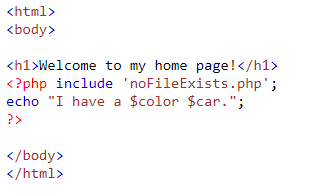 <html>
<body>
<h1>Welcome to my home page!</h1>
<?php include 'noFileExists.php';
echo "I have a $color $car.";
?>
</body>
</html>